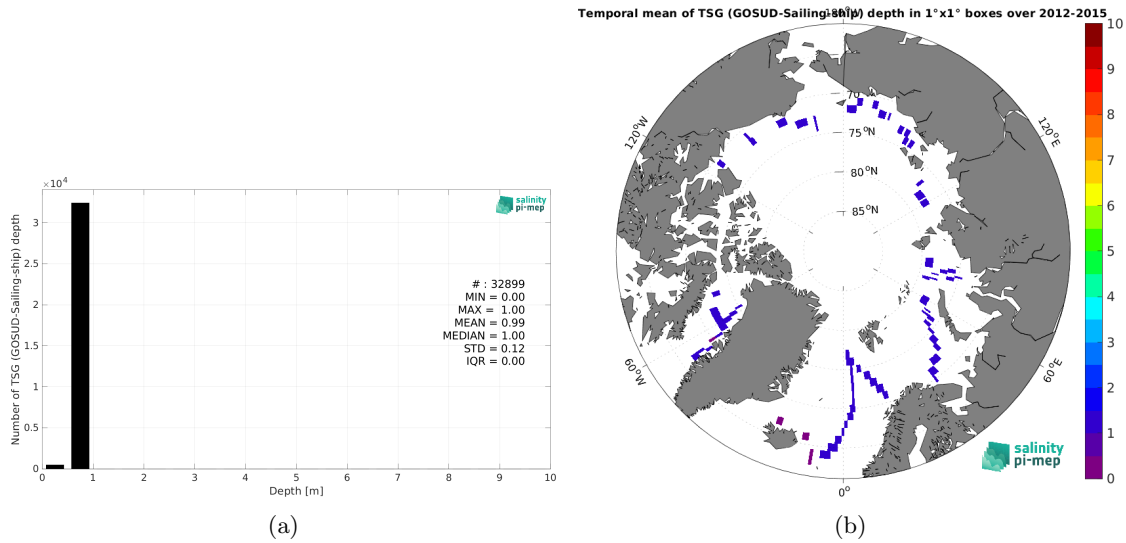 ×10⁴
3
2.5
2
1.5
1
0.5
0
0 1 2 3 4 5 6 7 8 9 10
Number of TSG (GOSUD-Sailing-ship) depth
Depth [m]
salinity
pi-mep
# : 32899
MIN = 0.00
MAX = 1.00
MEAN = 0.99
MEDIAN = 1.00
STD = 0.12
IQR = 0.00
(a)
Temporal mean of TSG (GOSUD-Sailing-ship) depth in 1°x1° boxes over 2012-2015
180°W
120°W
120°E
60°W
60°E
0°
70
75°N
80°N
85°N
salinity
pi-mep
10
9
8
7
6
5
4
3
2
1
0
(b)